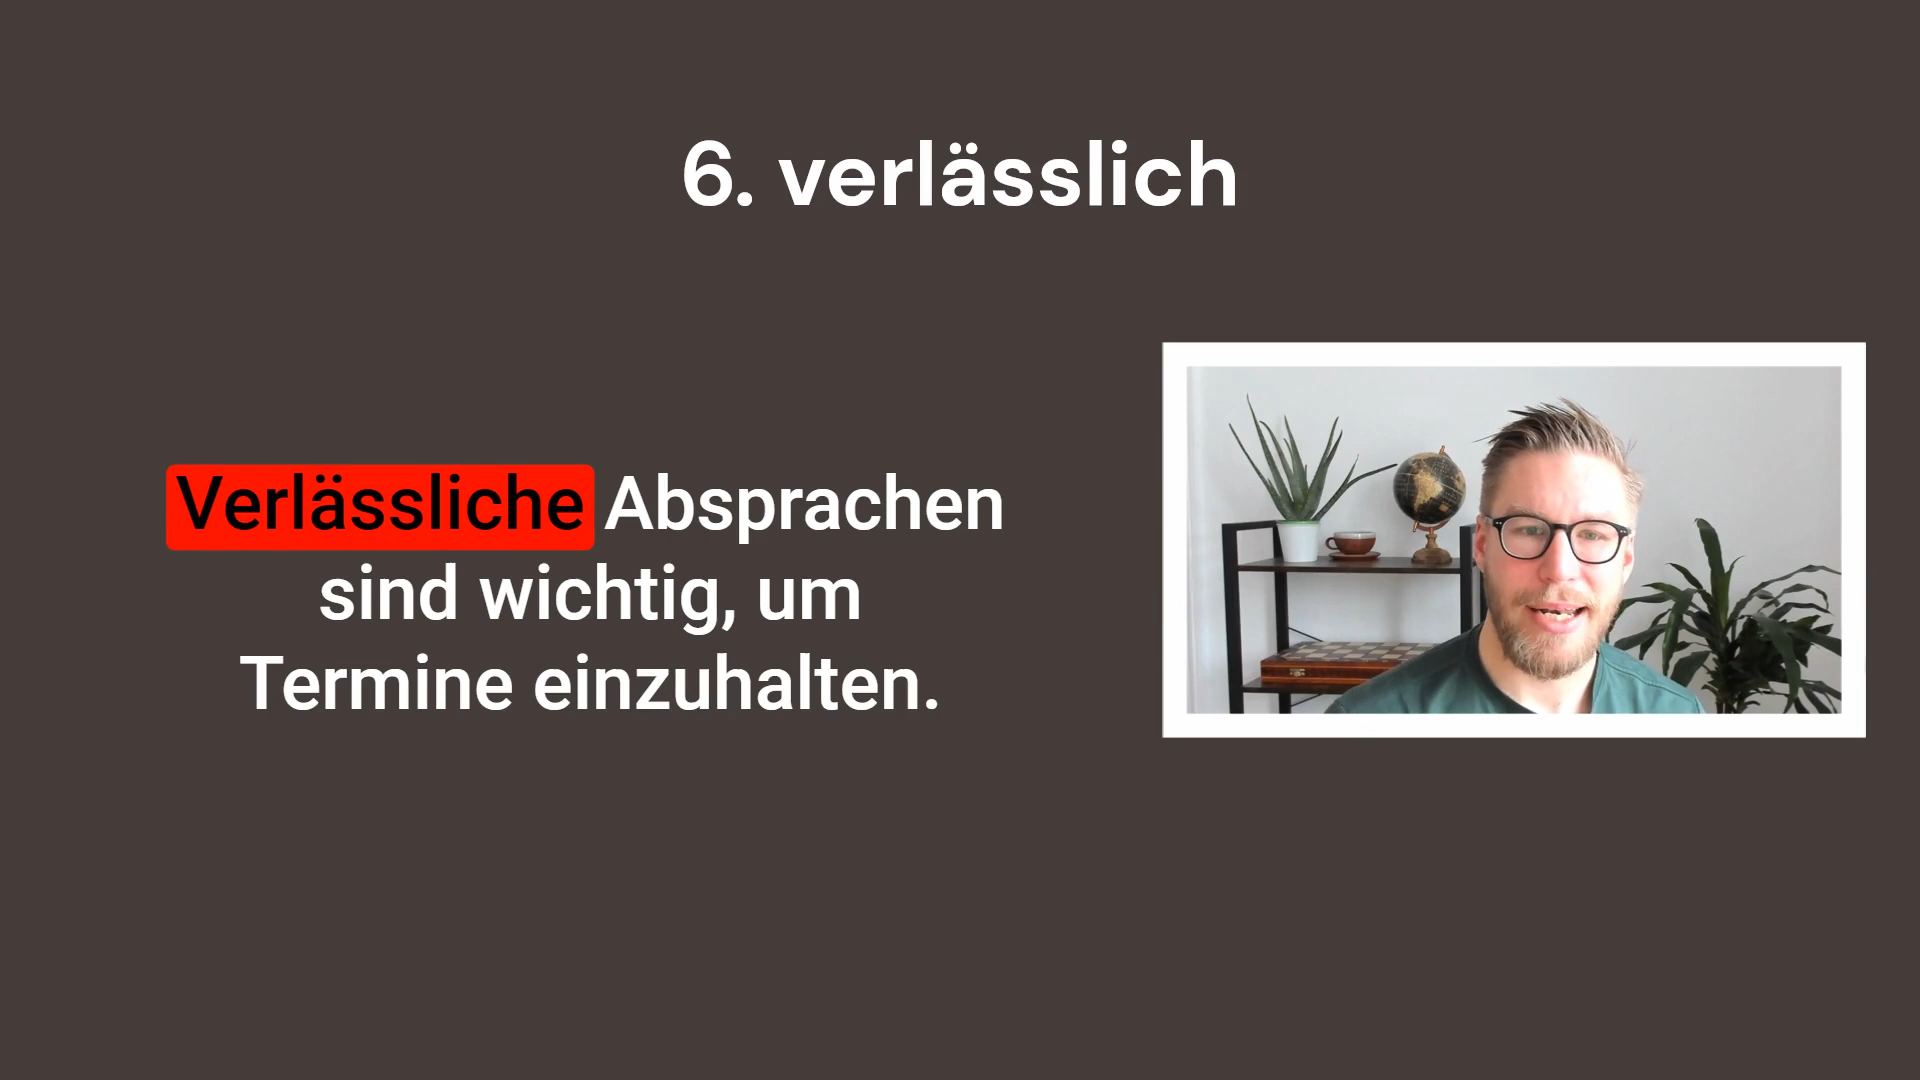 6. verlässlich
Verlässliche Absprachen
sind wichtig, um
Termine einzuhalten.